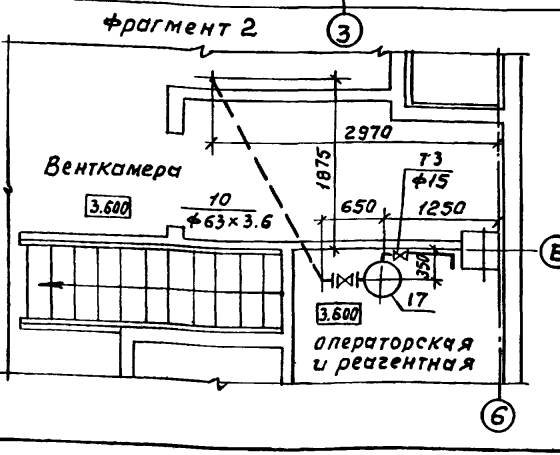 Фрагмент 2
3
2970
Венткамера
1875
Т3
ф15
3.600
10
ф63×3.6
650
1250
В
350
17
3.600
операторская
и реагентная
6